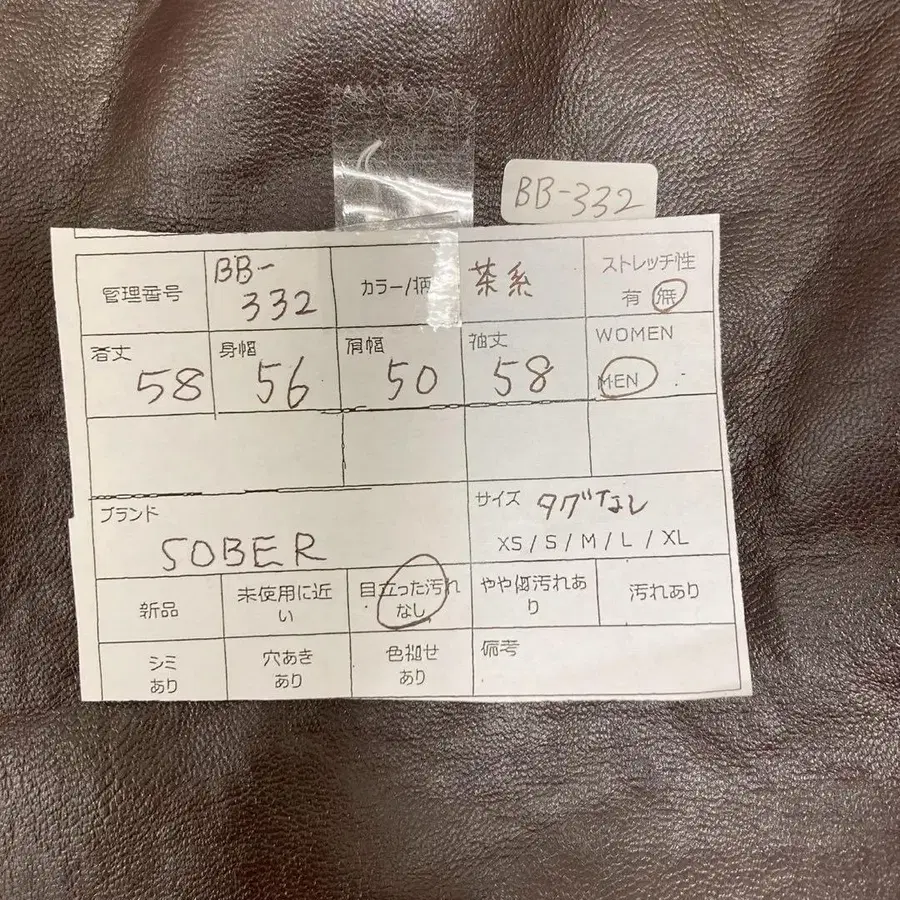 BB-332
管理番号
BB-
332
カラー/柄
茶系
ストレッチ性
有 無
着丈
58
身幅
56
肩幅
50
袖丈
58
WOMEN
MEN
ブランド
SOBER
サイズ タグなし
XS / S / M / L / XL
新品
未使用に近
い
目立った汚れ
なし
やや傷汚れあ
り
汚れあり
シミ
あり
穴あき
あり
色褪せ
あり
備考